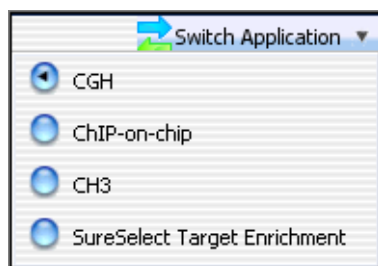 Switch Application
CGH
ChIP-on-chip
CH3
SureSelect Target Enrichment